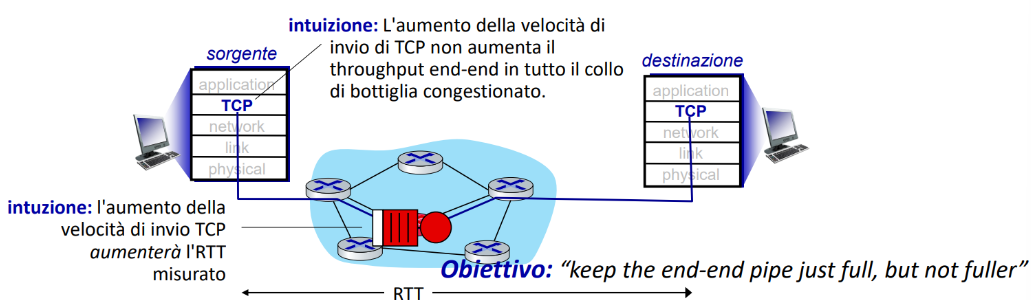 intuizione: L'aumento della velocità di
invio di TCP non aumenta il
throughput end-end in tutto il collo
di bottiglia congestionato.
sorgente
application
TCP
network
link
physical
destinazione
application
TCP
network
link
physical
intuzione: l'aumento della
velocità di invio TCP
aumenterà l'RTT
misurato
Obiettivo: “keep the end-end pipe just full, but not fuller”
RTT